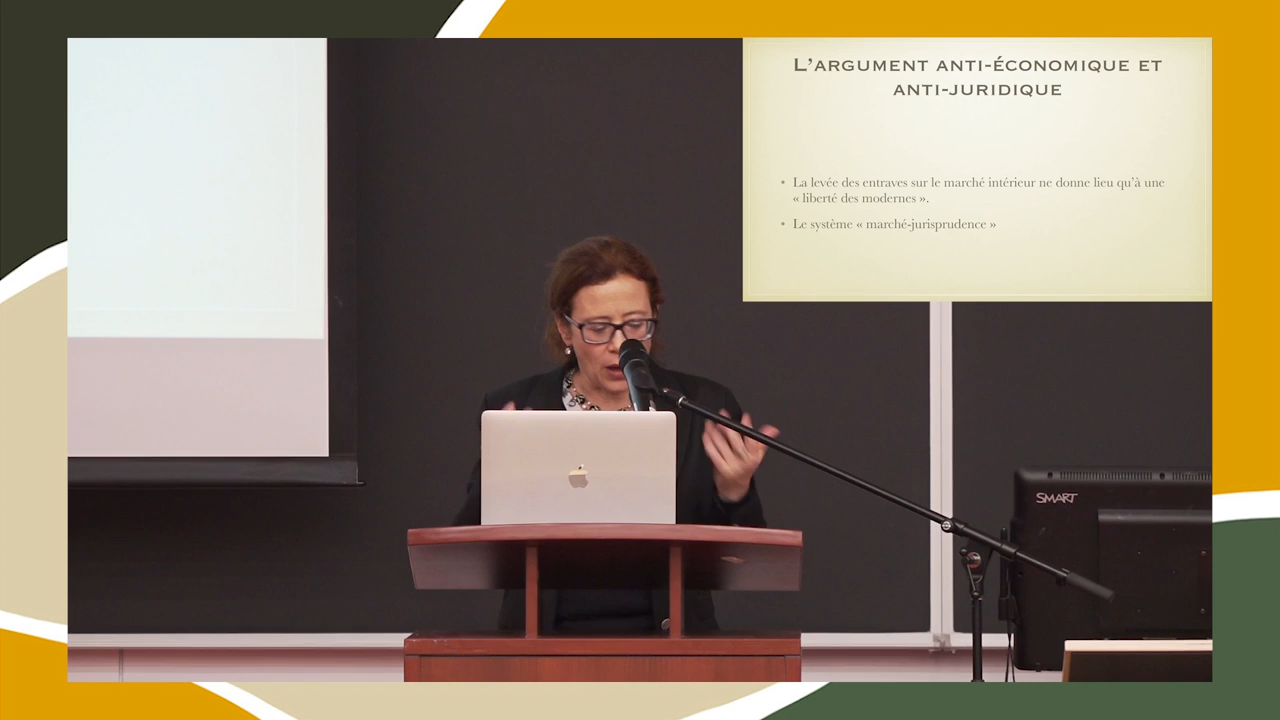 L'ARGUMENT ANTI-ÉCONOMIQUE ET
ANTI-JURIDIQUE
• La levée des entraves sur le marché intérieur ne donne lieu qu'à une
« liberté des modernes ».
• Le système « marché-jurisprudence »
SMART